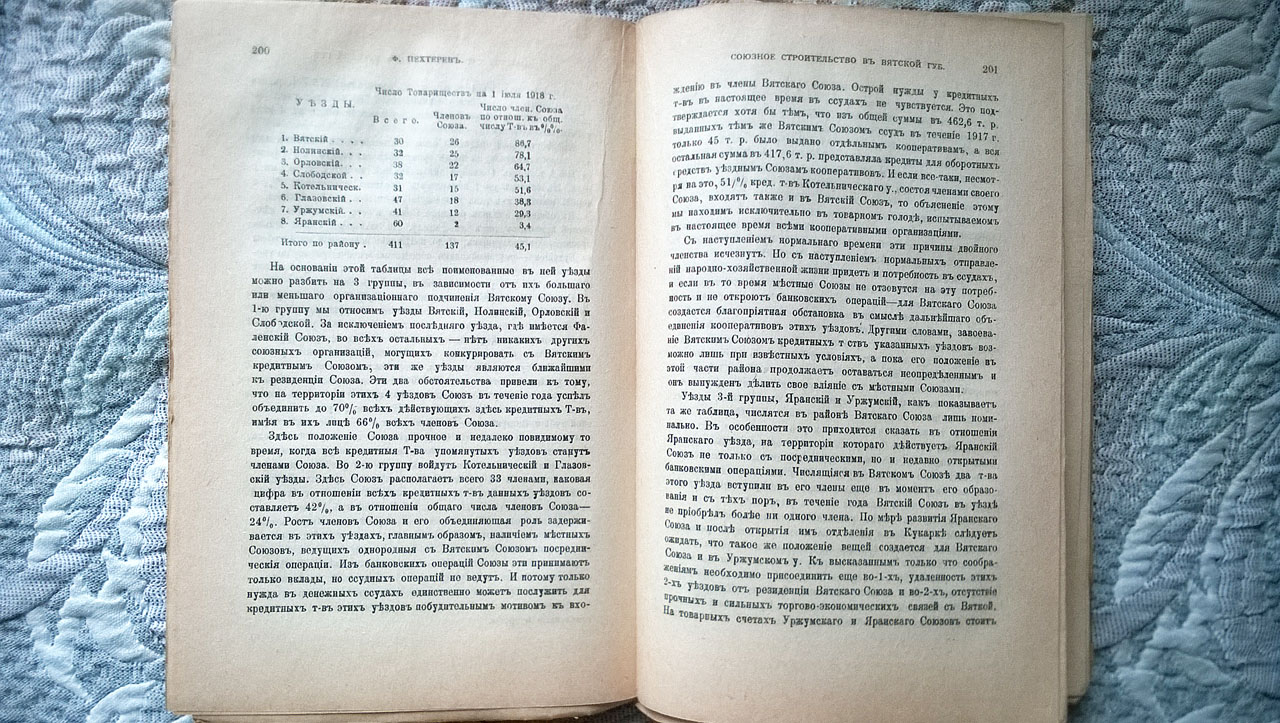 200
Ф. ПЕХТЕРЕВЪ.
Число Товариществъ на 1 іюля 1918 г.
УѢЗДЫ. Всего. Членовъ Союза. Число член. Союза по отнош. къ общ. числу Т-въ въ %%.
1. Вятскій . . . . 30 26 86,7
2. Нолинскій. . . 32 25 78,1
3. Орловскій. . . 38 22 64,7
4. Слободской . . 32 17 53,1
5. Котельническ. 31 15 51,6
6. Глазовскій . . 47 18 38,3
7. Уржумскій. . . 41 12 29,3
8. Яранскій . . . 60 2 3,4
Итого по району . 411 137 45,1
На основаніи этой таблицы всѣ поименованные въ ней уѣзды
можно разбить на 3 группы, въ зависимости отъ ихъ большаго
или меньшаго организаціоннаго подчиненія Вятскому Союзу. Въ
1-ю группу мы относимъ уѣзды Вятскій, Нолинскій, Орловскій и
Слободской. За исключеніемъ послѣдняго уѣзда, гдѣ имѣется Фа-
ленскій Союзъ, во всѣхъ остальныхъ — нѣтъ никакихъ другихъ
союзныхъ организацій, могущихъ конкурировать съ Вятскимъ
кредитнымъ Союзомъ, эти же уѣзды являются ближайшими
къ резиденціи Союза. Эти два обстоятельства привели къ тому,
что на территоріи этихъ 4 уѣздовъ Союзъ въ теченіе года успѣлъ
объединить до 70% всѣхъ дѣйствующихъ здѣсь кредитныхъ Т-въ,
имѣя въ ихъ лицѣ 66% всѣхъ членовъ Союза.
Здѣсь положеніе Союза прочное и недалеко повидимому то
время, когда всѣ кредитныя Т-ва упомянутыхъ уѣздовъ станутъ
членами Союза. Во 2-ю группу войдутъ Котельническій и Глазов-
скій уѣзды. Здѣсь Союзъ располагаетъ всего 33 членами, каковая
цифра въ отношеніи всѣхъ кредитныхъ т-въ данныхъ уѣздовъ со-
ставляетъ 42%, а въ отношеніи общаго числа членовъ Союза—
24%. Ростъ членовъ Союза и его объединяющая роль задержи-
вается въ этихъ уѣздахъ, главнымъ образомъ, наличіемъ мѣстныхъ
Союзовъ, ведущихъ однородныя съ Вятскимъ Союзомъ посредни-
ческія операціи. Изъ банковскихъ операцій Союзы эти принимаютъ
только вклады, но ссудныхъ операцій не ведутъ. И потому только
нужда въ денежныхъ ссудахъ единственно можетъ послужить для
кредитныхъ т-въ этихъ уѣздовъ побудительнымъ мотивомъ къ вхо-
СОЮЗНОЕ СТРОИТЕЛЬСТВО ВЪ ВЯТСКОЙ ГУБ.
201
жденію въ члены Вятскаго Союза. Острой нужды у кредитныхъ
т-въ въ настоящее время въ ссудахъ не чувствуется. Это под-
тверждается хотя бы тѣмъ, что изъ общей суммы въ 462,6 т. р.
выданныхъ тѣмъ же Вятскимъ Союзомъ ссудъ въ теченіе 1917 г.
только 45 т. р. было выдано отдѣльнымъ кооперативамъ, а вся
остальная сумма въ 417,6 т. р. представляла кредиты для оборотныхъ
средствъ уѣзднымъ Союзамъ кооперативовъ. И если все-таки, несмот-
ря на это, 51% кред. т-въ Котельническаго у., состоя членами своего
Союза, входятъ также и въ Вятскій Союзъ, то объясненіе этому
мы находимъ исключительно въ товарномъ голодѣ, испытываемомъ
въ настоящее время всѣми кооперативными организаціями.
Съ наступленіемъ нормальнаго времени эти причины двойного
членства исчезнутъ. Но съ наступленіемъ нормальныхъ отправле-
ній народно-хозяйственной жизни придетъ и потребность въ ссудахъ,
и если въ то время мѣстные Союзы не отзовутся на эту потреб-
ность и не откроютъ банковскихъ операцій—для Вятскаго Союза
создается благопріятная обстановка въ смыслѣ дальнѣйшаго объ-
единенія кооперативовъ этихъ уѣздовъ. Другими словами, завоева-
ніе Вятскимъ Союзомъ кредитныхъ т-ствъ указанныхъ уѣздовъ воз-
можно лишь при извѣстныхъ условіяхъ, а пока его положеніе въ
этой части района продолжаетъ оставаться неопредѣленнымъ и
онъ вынужденъ дѣлить свое вліяніе съ мѣстными Союзами.
Уѣзды 3-й группы, Яранскій и Уржумскій, какъ показываетъ
та же таблица, числятся въ районѣ Вятскаго Союза лишь номи-
нально. Въ особенности это приходится сказать въ отношеніи
Яранскаго уѣзда, на территоріи котораго дѣйствуетъ Яранскій
Союзъ не только съ посредническими, но и недавно открытыми
банковскими операціями. Числящіяся въ Вятскомъ Союзѣ два т-ва
этого уѣзда вступили въ его члены еще въ моментъ его образо-
ванія и съ тѣхъ поръ, въ теченіе года Вятскій Союзъ въ уѣздѣ
не пріобрѣлъ болѣе ни одного члена. По мѣрѣ развитія Яранскаго
Союза и послѣ открытія имъ отдѣленія въ Кукаркѣ слѣдуетъ
ожидать, что такое же положеніе вещей создается для Вятскаго
Союза и въ Уржумскомъ у. Къ высказаннымъ только что сообра-
женіямъ необходимо присоединить еще во-1-хъ, удаленность этихъ
2-хъ уѣздовъ отъ резиденціи Вятскаго Союза и во-2-хъ, отсутствіе
прочныхъ и сильныхъ торгово-экономическихъ связей съ Вяткой.
На товарныхъ счетахъ Уржумскаго и Яранскаго Союзовъ стоитъ